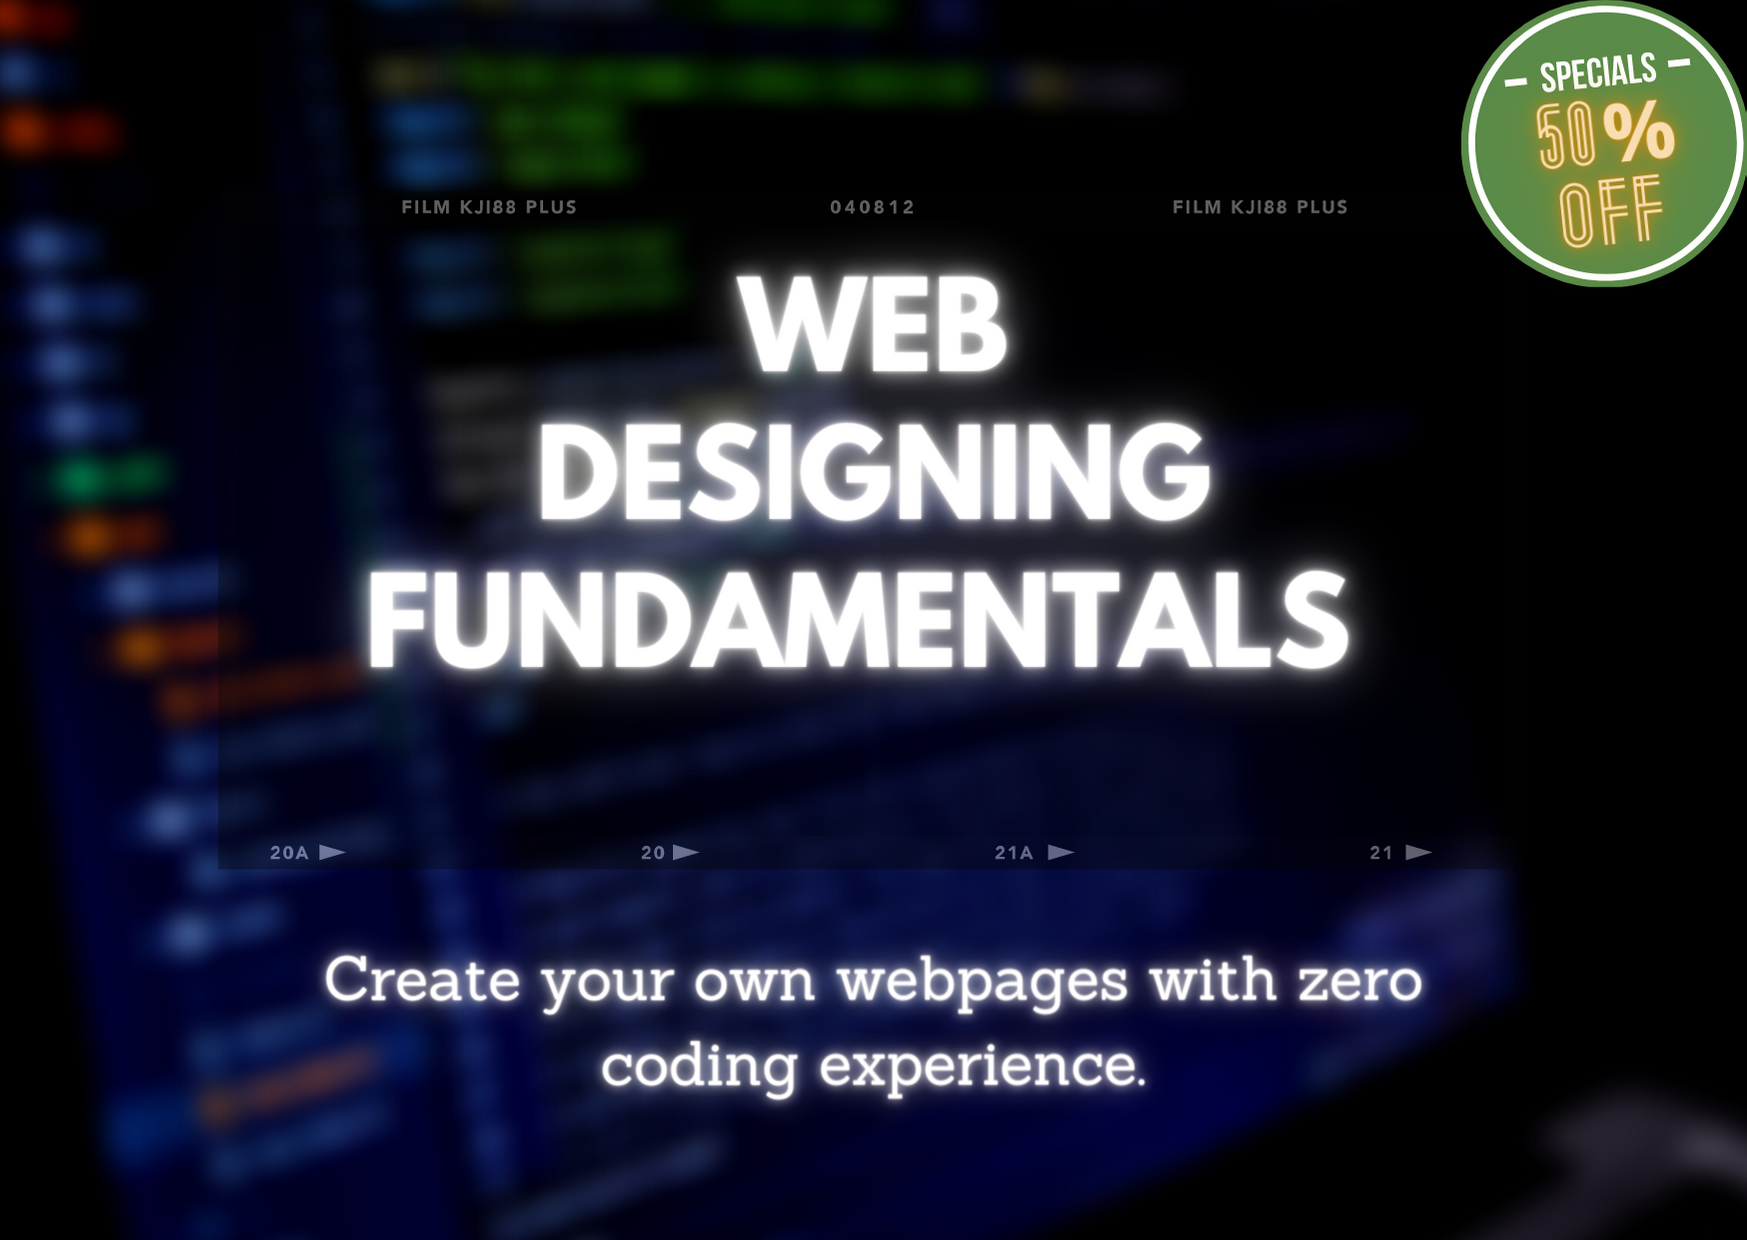 SPECIALS
50%
OFF
FILM KJI88 PLUS 040812 FILM KJI88 PLUS
WEB
DESIGNING
FUNDAMENTALS
20A 20 21A 21
Create your own webpages with zero
coding experience.